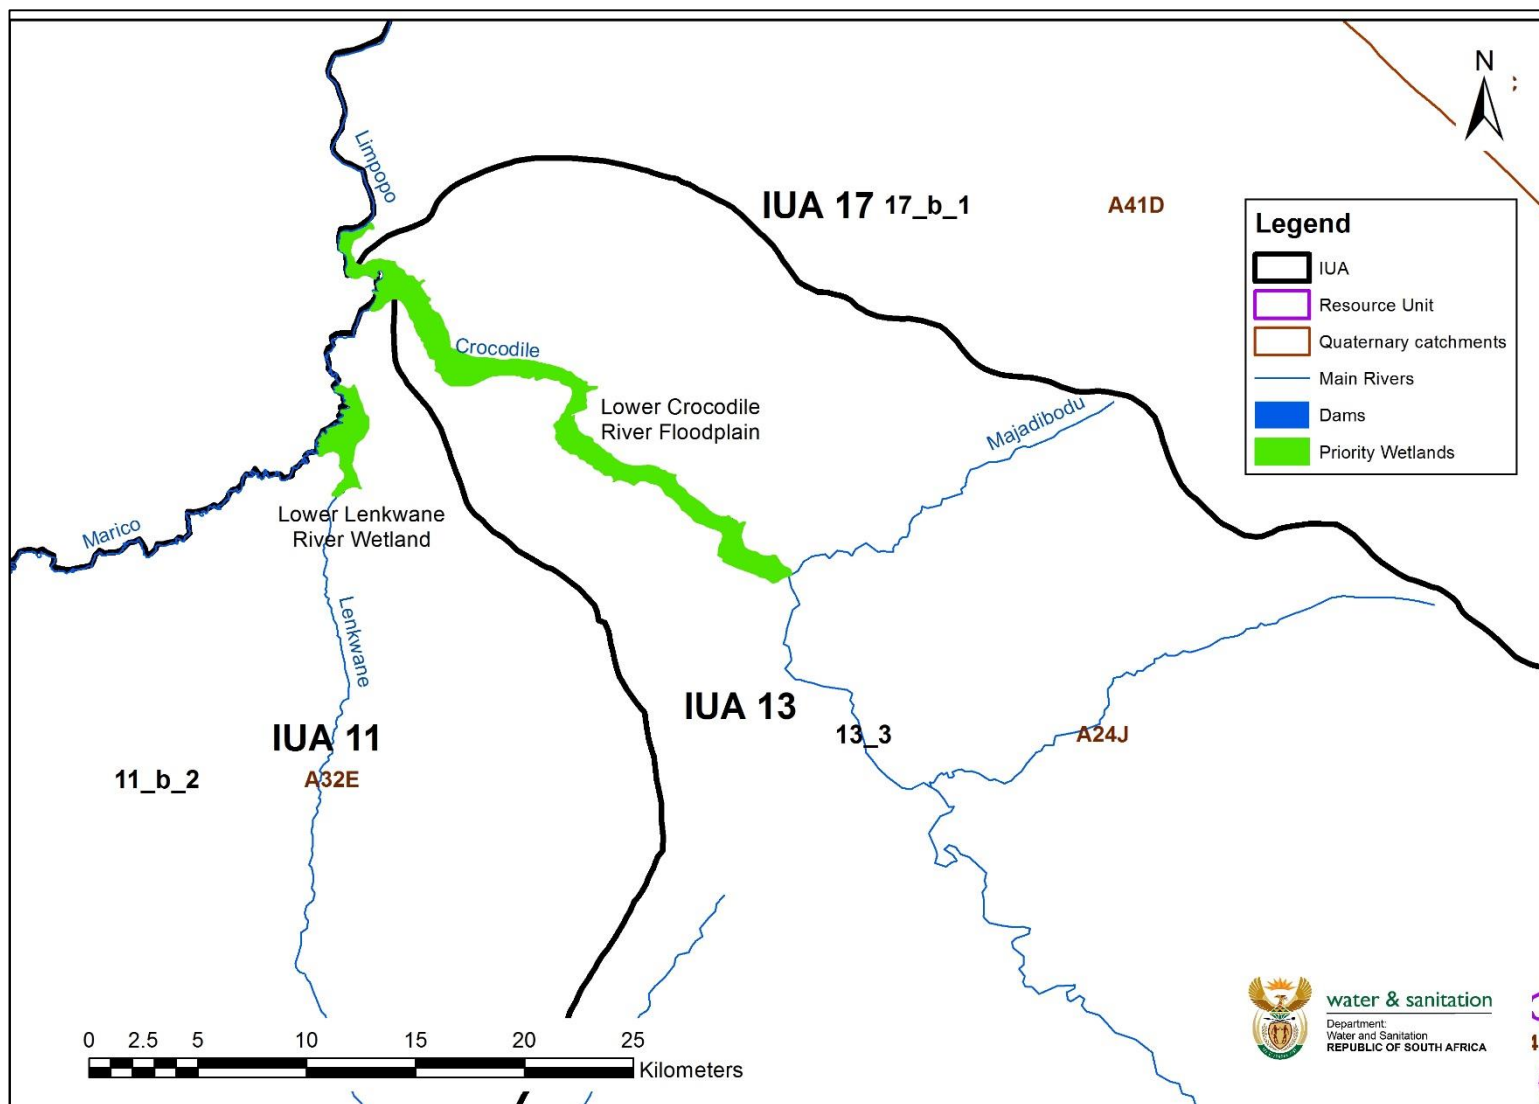 N
Limpopo
IUA 17 17_b_1
A41D
Legend
IUA
Resource Unit
Quaternary catchments
Main Rivers
Dams
Priority Wetlands
Crocodile
Lower Crocodile
River Floodplain
Majadibodu
Marico
Lower Lenkwane
River Wetland
Lenkwane
IUA 13
13_3
A24J
IUA 11
11_b_2
A32E
0 2.5 5 10 15 20 25
Kilometers
water & sanitation
Department:
Water and Sanitation
REPUBLIC OF SOUTH AFRICA